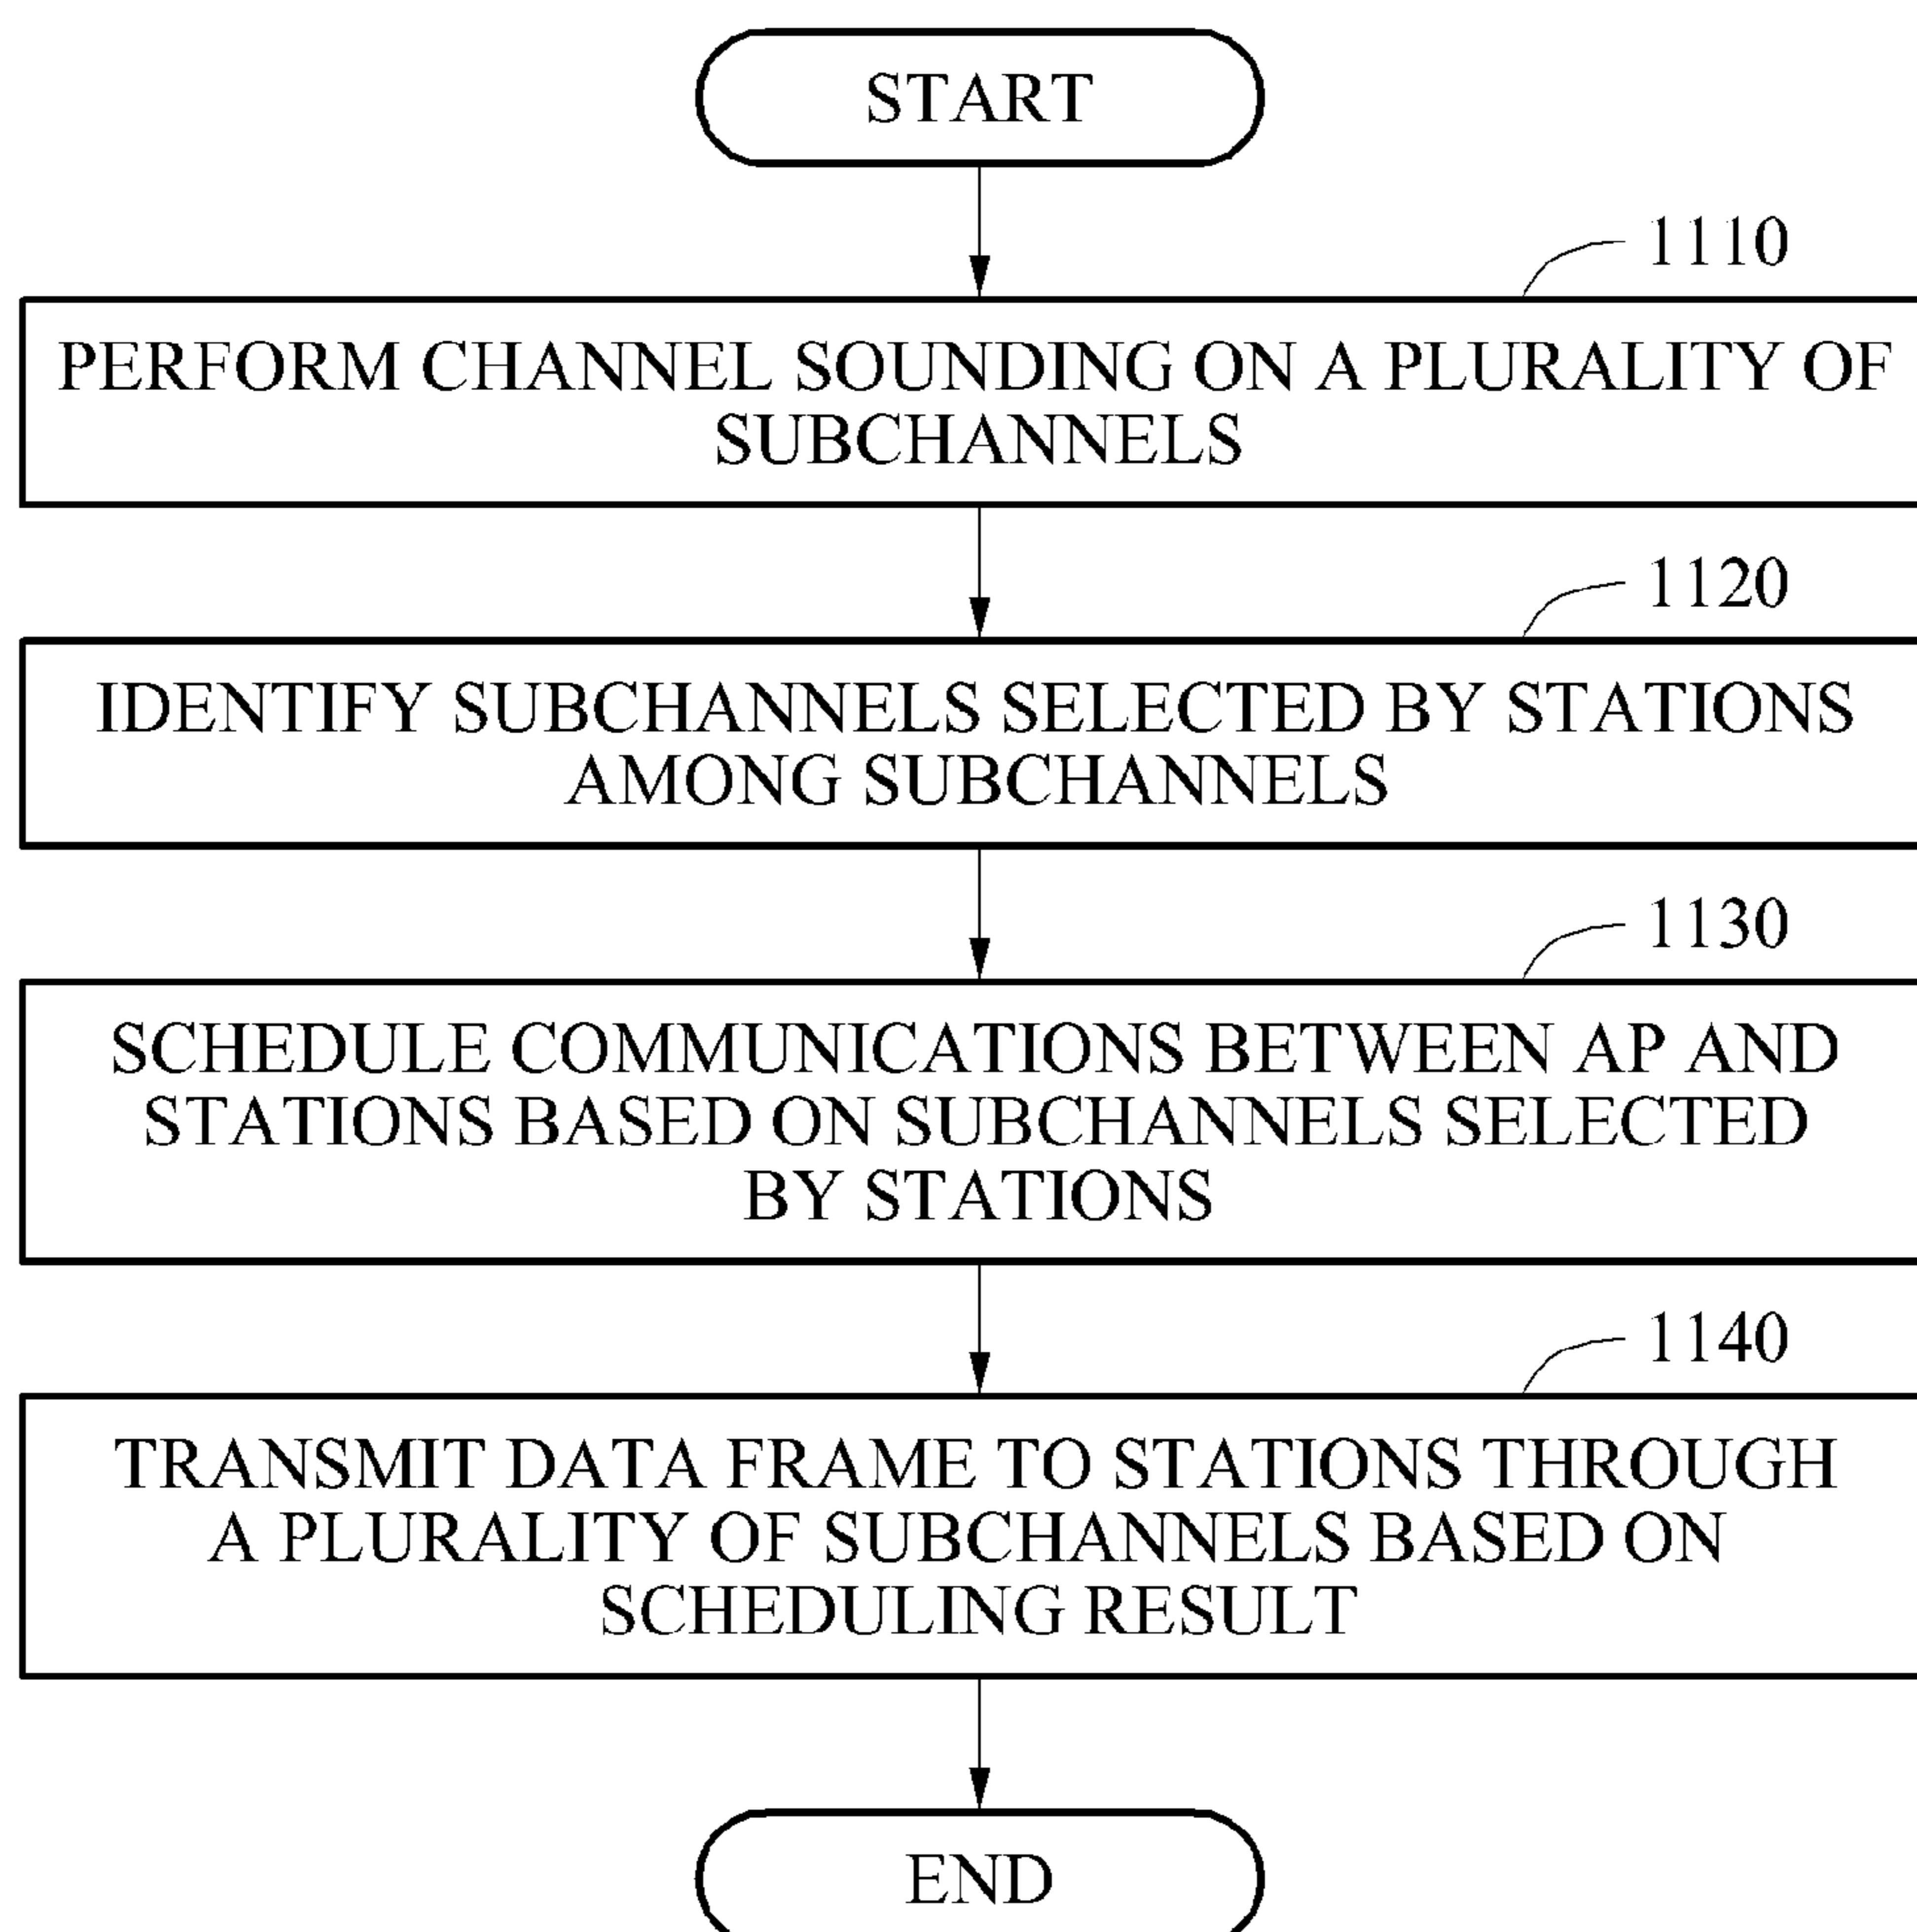 START
1110
PERFORM CHANNEL SOUNDING ON A PLURALITY OF
SUBCHANNELS
1120
IDENTIFY SUBCHANNELS SELECTED BY STATIONS
AMONG SUBCHANNELS
1130
SCHEDULE COMMUNICATIONS BETWEEN AP AND
STATIONS BASED ON SUBCHANNELS SELECTED
BY STATIONS
1140
TRANSMIT DATA FRAME TO STATIONS THROUGH
A PLURALITY OF SUBCHANNELS BASED ON
SCHEDULING RESULT
END